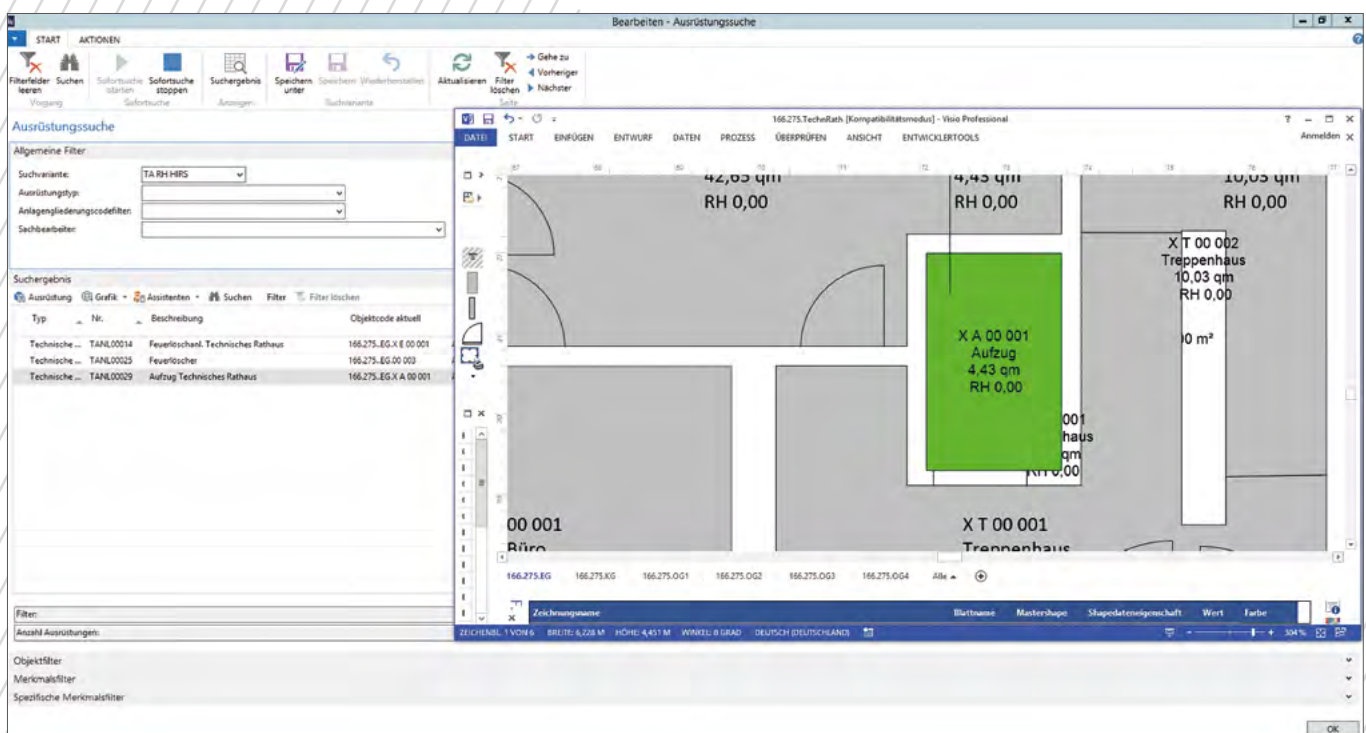 Bearbeiten - Ausrüstungssuche
START AKTIONEN
Filterfelder leeren
Suchen
Sofortsuche starten
Sofortsuche stoppen
Suchergebnis
Speichern unter
Speichern
Wiederherstellen
Aktualisieren
Filter löschen
Gehe zu
Vorheriger
Nächster
Vorgang
Sofortsuche
Anzeigen
Suchvariante
Seite
Ausrüstungssuche
Allgemeine Filter
Suchvariante: TA RH HIRS
Ausrüstungstyp:
Anlagengliederungscodefilter:
Sachbearbeiter:
Suchergebnis
Ausrüstung Grafik Assistenten Suchen Filter Filter löschen
Typ Nr. Beschreibung Objektcode aktuell
Technische ... TANL00014 Feuerlöschanl. Technisches Rathaus 166.275..EG.X E 00 001
Technische ... TANL00025 Feuerlöscher 166.275..EG.00 003
Technische ... TANL00029 Aufzug Technisches Rathaus 166.275..EG.X A 00 001
Filter:
Anzahl Ausrüstungen:
Objektfilter
Merkmalsfilter
Spezifische Merkmalsfilter
OK
166.275.TechnRath [Kompatibilitätsmodus] - Visio Professional
DATEI START EINFÜGEN ENTWURF DATEN PROZESS ÜBERPRÜFEN ANSICHT ENTWICKLERTOOLS
Anmelden
42,65 qm
RH 0,00
4,43 qm
RH 0,00
10,03 qm
RH 0,00
X T 00 002
Treppenhaus
10,03 qm
RH 0,00
00 m²
X A 00 001
Aufzug
4,43 qm
RH 0,00
001
haus
qm
RH 0,00
00 001
Büro
X T 00 001
Treppenhaus
166.275.EG 166.275.KG 166.275.OG1 166.275.OG2 166.275.OG3 166.275.OG4 Alle
Zeichnungsname Blattname Mastershape Shapedateneigenschaft Wert Farbe
ZEICHENBL. 1 VON 6 BREITE: 6,228 M HÖHE: 4,451 M WINKEL: 0 GRAD DEUTSCH (DEUTSCHLAND) 304 %